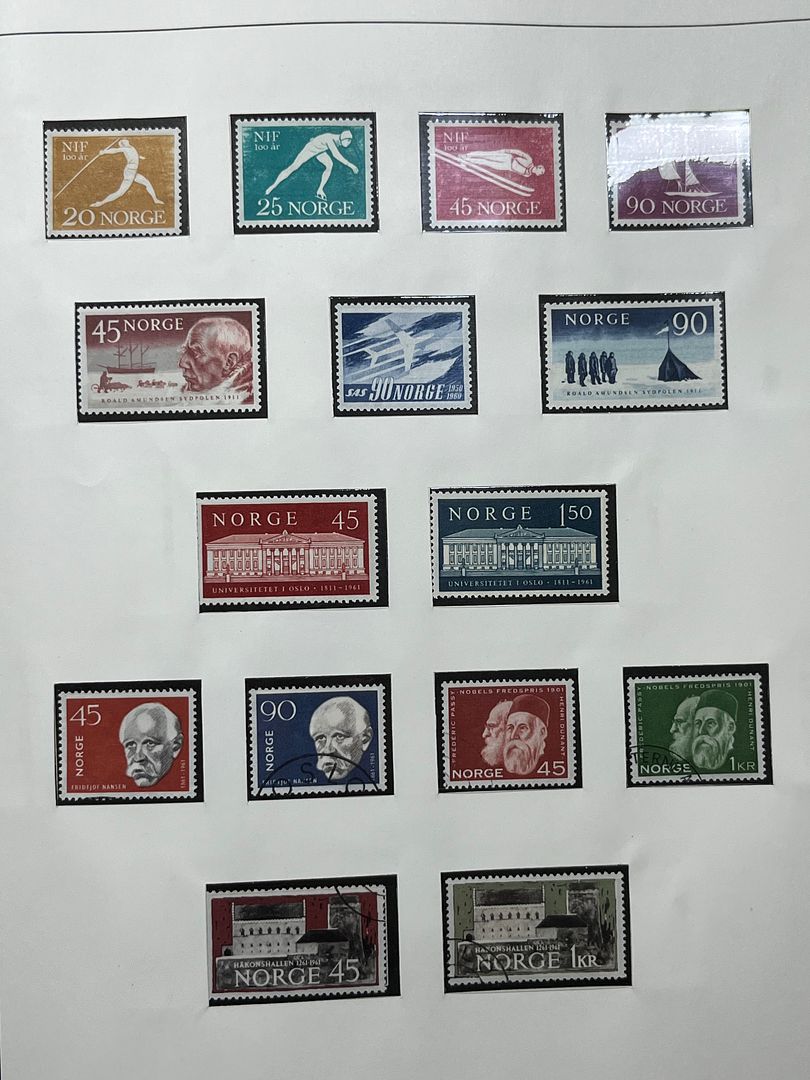 NIF
100 år
20 NORGE
NIF
100 år
25 NORGE
NIF
100 år
45 NORGE
90 NORGE
45 NORGE
ROALD AMUNDSEN SYDPOLEN 1911
SAS 90 NORGE 1950
1960
NORGE 90
ROALD AMUNDSEN SYDPOLEN 1911
NORGE 45
UNIVERSITETET I OSLO · 1811-1961
NORGE 1.50
UNIVERSITETET I OSLO · 1811-1961
45
NORGE
FRIDTJOF NANSEN
1861-1961
90
NORGE
FRIDTJOF NANSEN
1861-1961
NOBELS FREDSPRIS 1901
FREDERIC PASSY
HENRI DUNANT
NORGE 45
NOBELS FREDSPRIS 1901
FREDERIC PASSY
HENRI DUNANT
NORGE 1KR
HÅKONSHALLEN 1261-1961
NORGE 45
HÅKONSHALLEN 1261-1961
NORGE 1KR